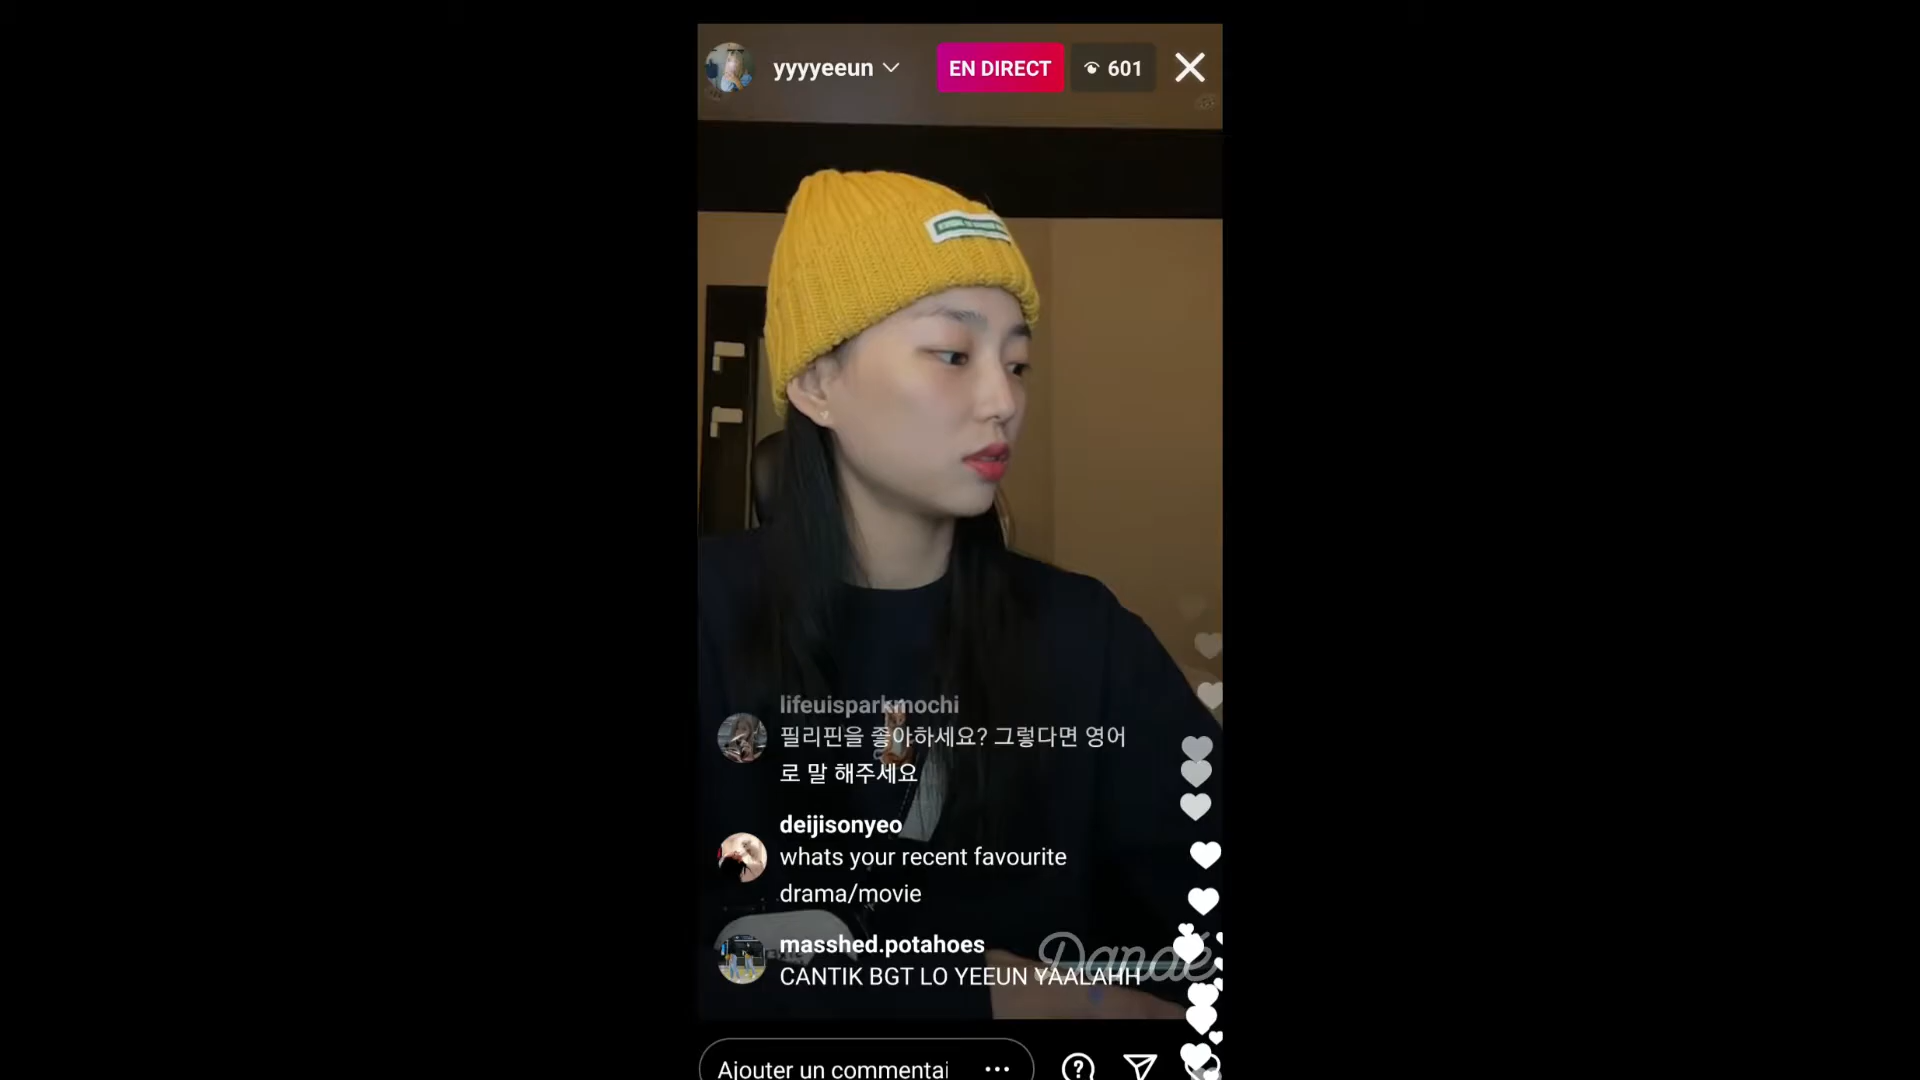 yyyyeeun
EN DIRECT
601
lifeuisparkmochi
필리핀을 좋아하세요? 그렇다면 영어
로 말 해주세요
deijisonyeo
whats your recent favourite
drama/movie
masshed.potahoes
CANTIK BGT LO YEEUN YAALAHH
Danaé
Ajouter un commentai